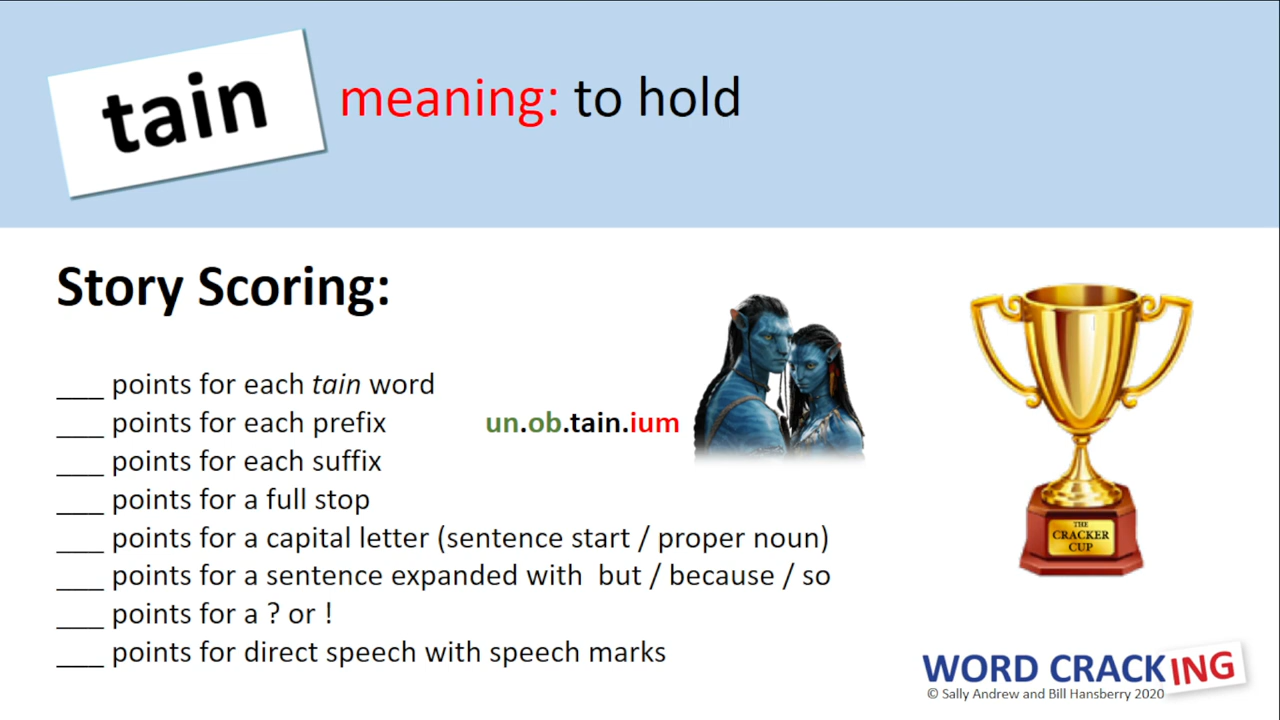 tain
meaning: to hold
Story Scoring:
___ points for each tain word
___ points for each prefix
un.ob.tain.ium
___ points for each suffix
___ points for a full stop
___ points for a capital letter (sentence start / proper noun)
___ points for a sentence expanded with but / because / so
___ points for a ? or !
___ points for direct speech with speech marks
THE
CRACKER
CUP
WORD CRACKING
© Sally Andrew and Bill Hansberry 2020